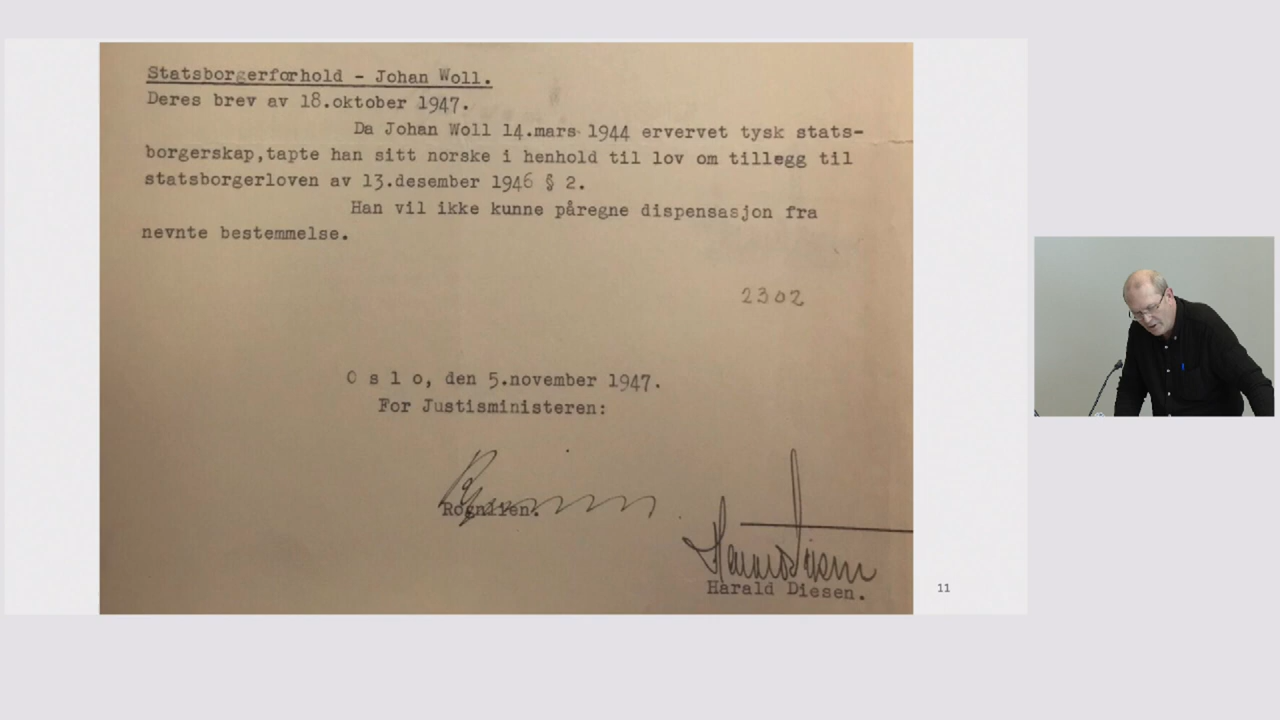 Statsborgerforhold - Johan Woll.
Deres brev av 18.oktober 1947.
Da Johan Woll 14.mars 1944 ervervet tysk stats-
borgerskap,tapte han sitt norske i henhold til lov om tillegg til
statsborgerloven av 13.desember 1946 § 2.
Han vil ikke kunne påregne dispensasjon fra
nevnte bestemmelse.
2302
O s l o, den 5.november 1947.
For Justisministeren:
Rognlien.
Harald Diesen
Harald Diesen.
11